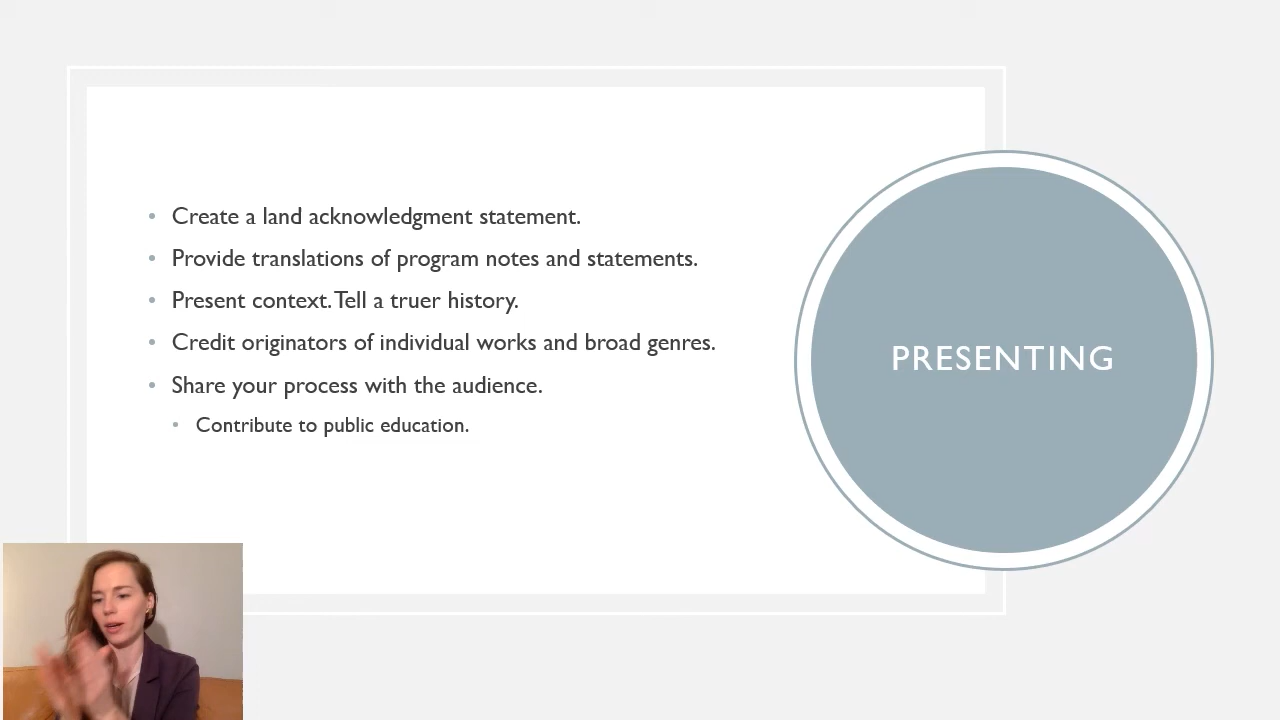 Create a land acknowledgment statement.
Provide translations of program notes and statements.
Present context. Tell a truer history.
Credit originators of individual works and broad genres.
Share your process with the audience.
Contribute to public education.
PRESENTING